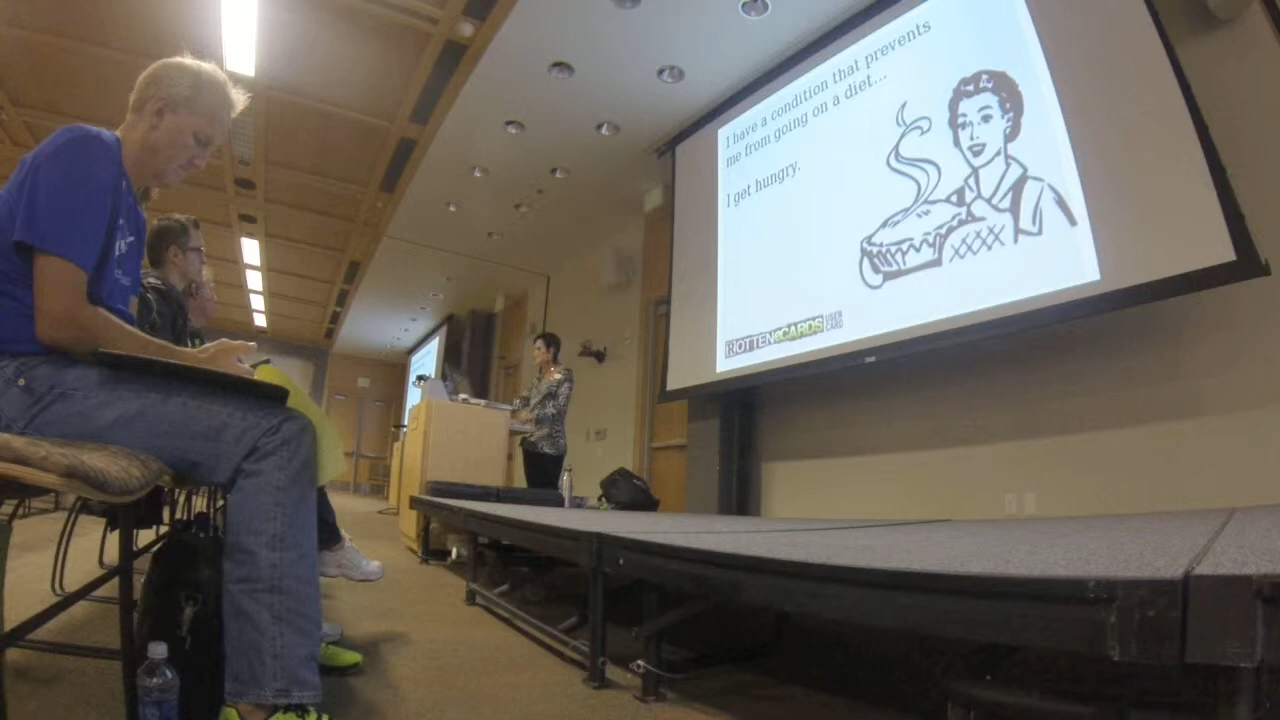 I have a condition that prevents
me from going on a diet...
I get hungry.
ROTTENeCARDS
USER
CARD